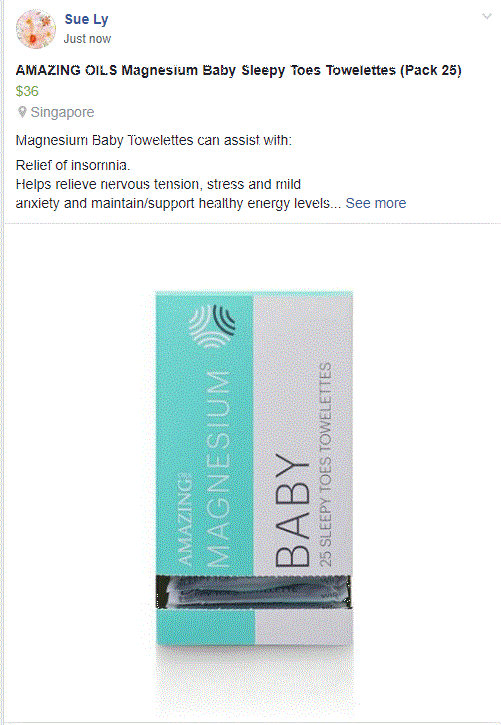 Sue Ly
Just now
AMAZING OILS Magnesium Baby Sleepy Toes Towelettes (Pack 25)
$36
Singapore
Magnesium Baby Towelettes can assist with:
Relief of insomnia.
Helps relieve nervous tension, stress and mild
anxiety and maintain/support healthy energy levels... See more
AMAZING
MAGNESIUM
BABY
25 SLEEPY TOES TOWELETTES